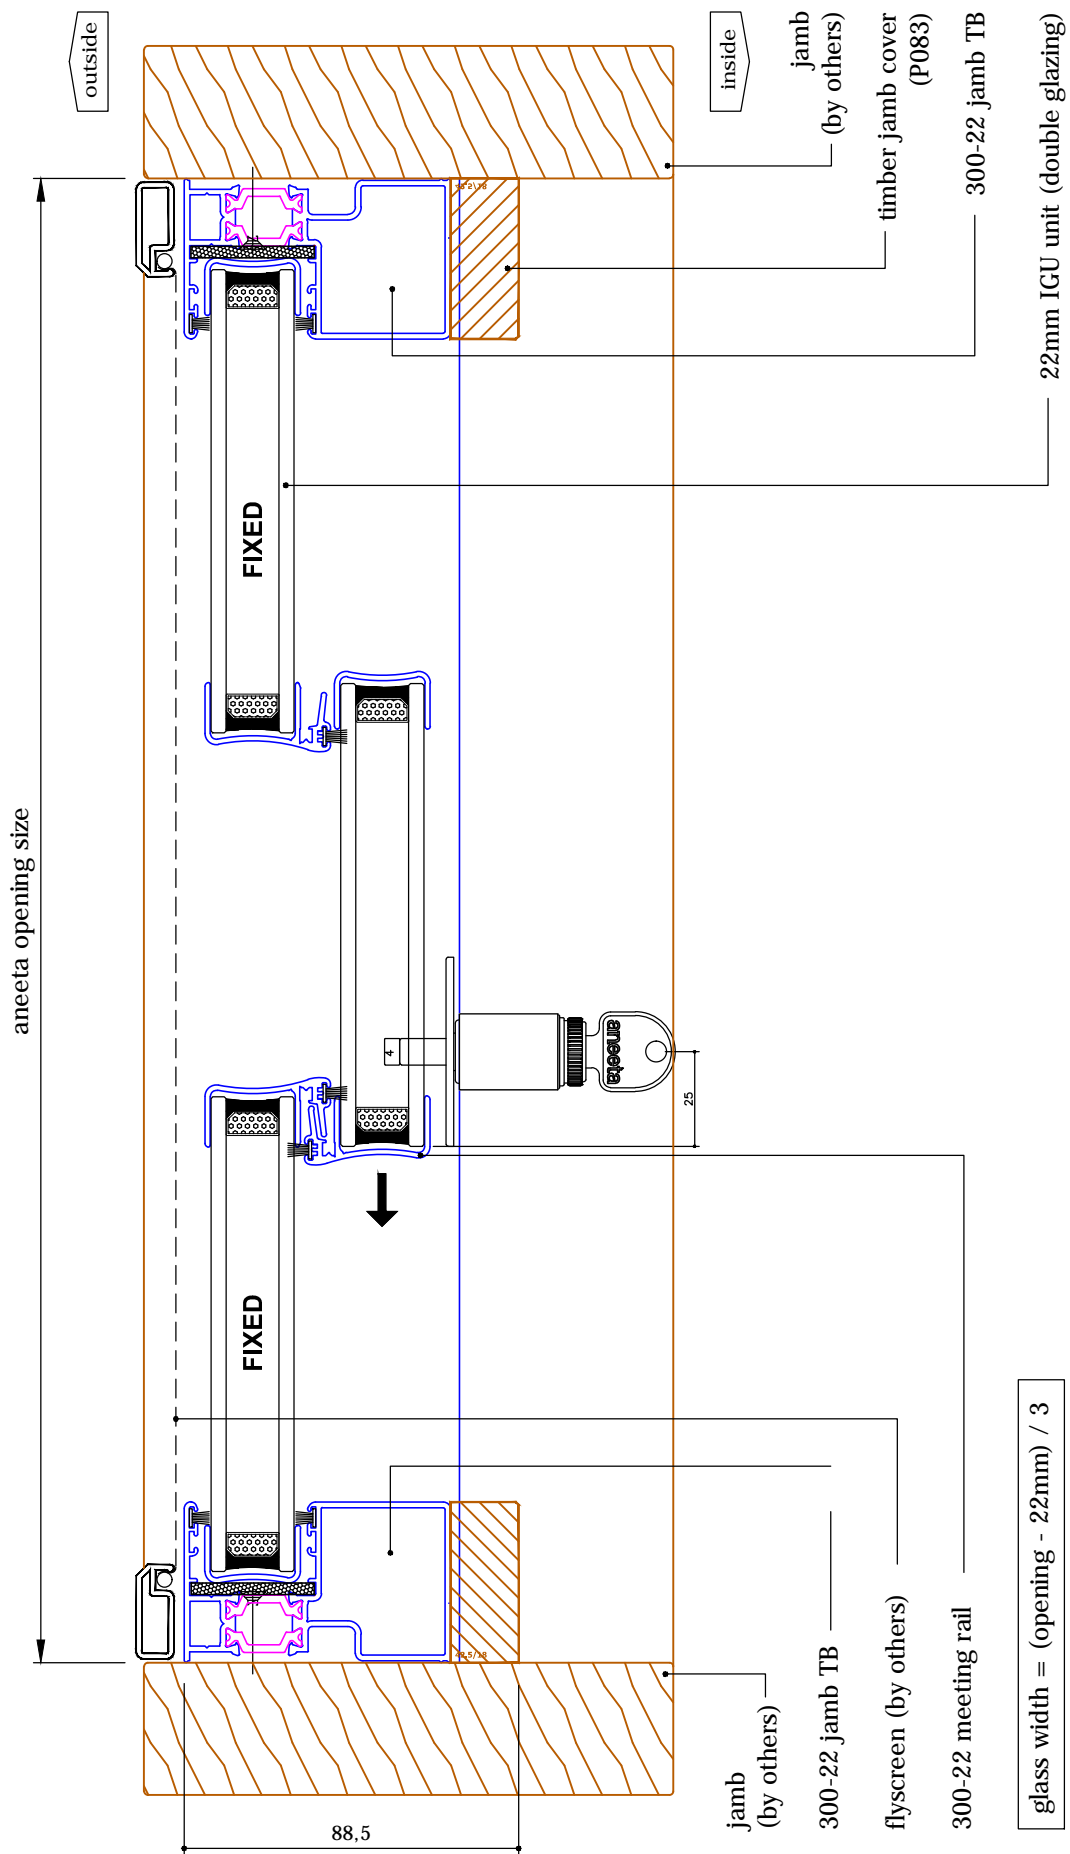 outside
inside
jamb
(by others)
timber jamb cover
(P083)
300-22 jamb TB
22mm IGU unit (double glazing)
aneeta opening size
FIXED
FIXED
4
aneeta
25
88,5
jamb
(by others)
300-22 jamb TB
flyscreen (by others)
300-22 meeting rail
glass width = (opening - 22mm) / 3